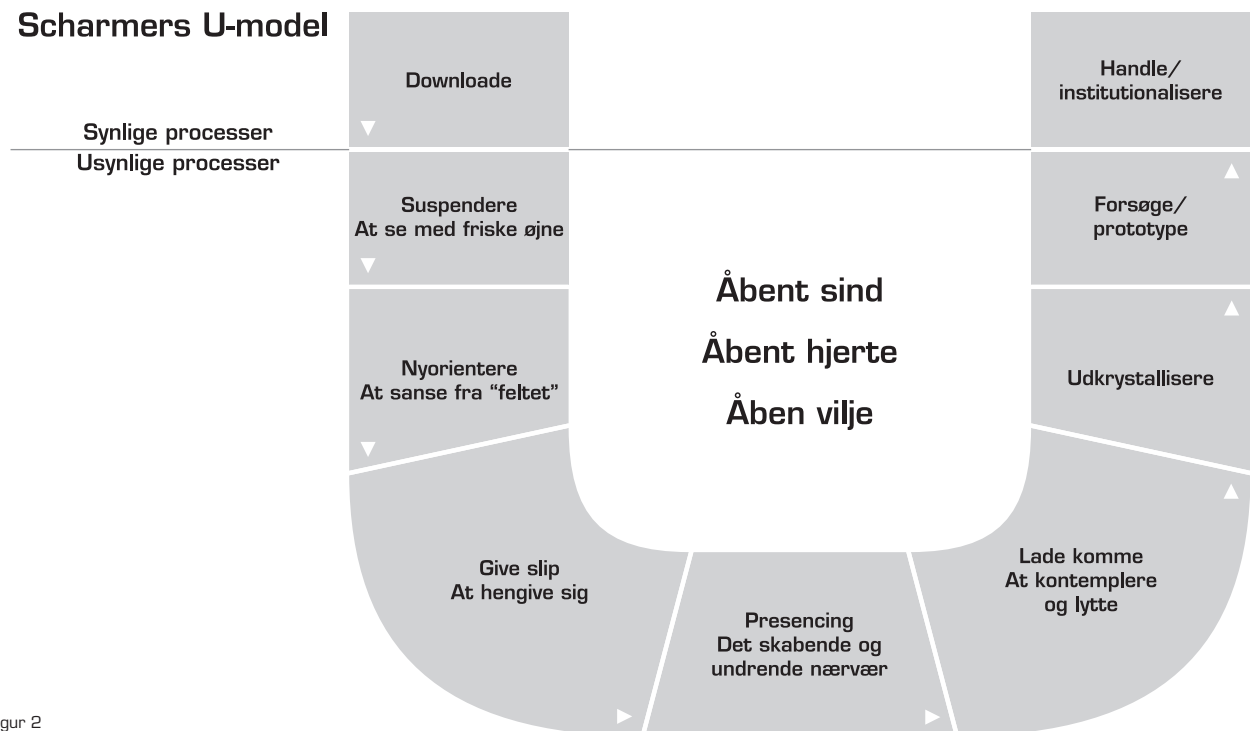 Scharmers U-model
Synlige processer
Usynlige processer
Downloade
Suspendere
At se med friske øjne
Nyorientere
At sanse fra “feltet”
Give slip
At hengive sig
Presencing
Det skabende og
undrende nærvær
Lade komme
At kontemplere
og lytte
Udkrystallisere
Forsøge/
prototype
Handle/
institutionalisere
Åbent sind
Åbent hjerte
Åben vilje
gur 2